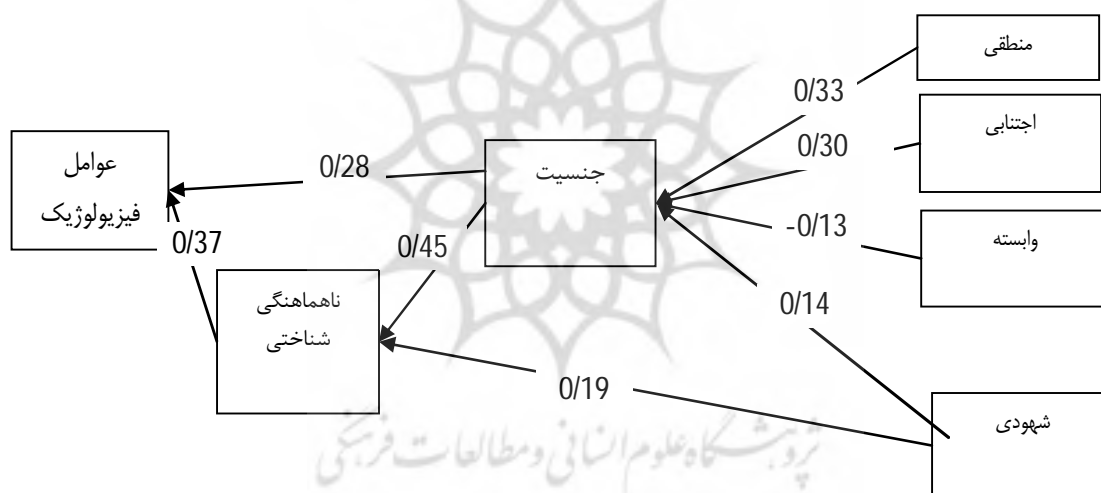 منطقی
0/33
اجتنابی
0/30
عوامل
فیزیولوژیک
0/28
جنسیت
-0/13
وابسته
0/37
0/45
ناهماهنگی
شناختی
0/14
0/19
شهودی
پژوهشگاه علوم انسانی و مطالعات فرهنگی